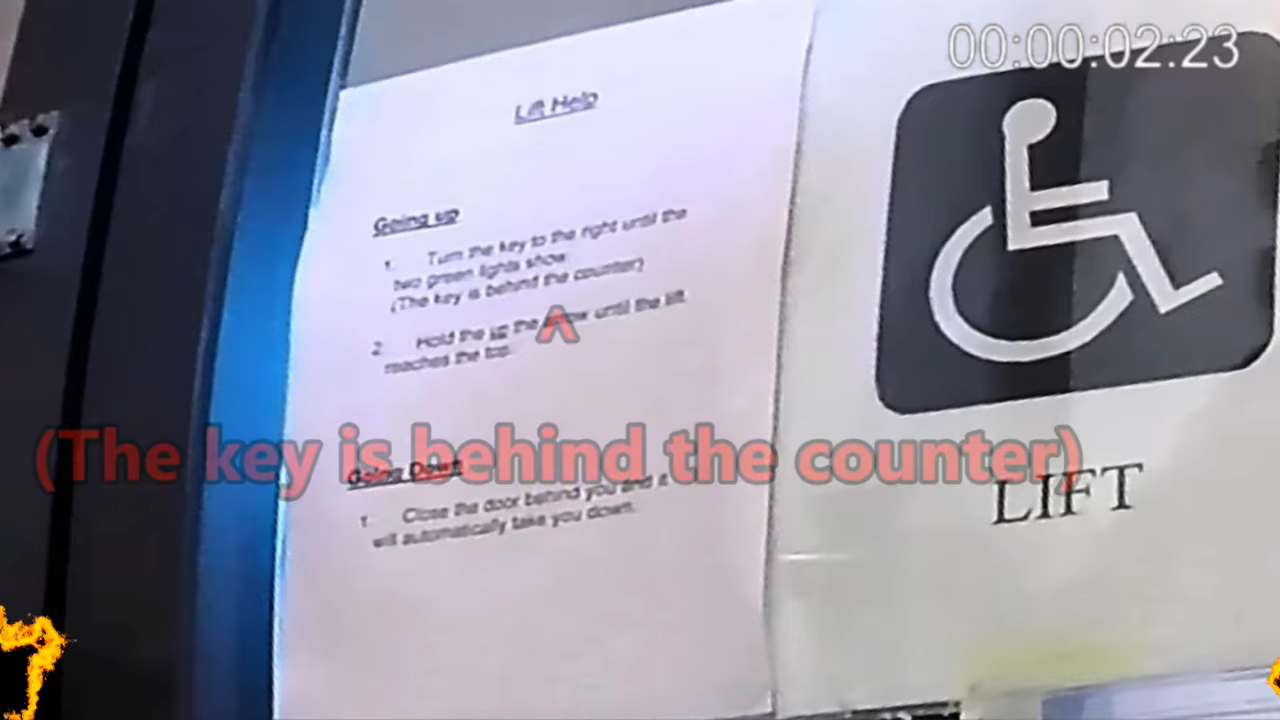 00:00:02:23
Lift Help
Going up
1. Turn the key to the right until the
two green lights show
(The key is behind the counter)
2. Hold the up the arrow until the lift
reaches the top.
^
(The key is behind the counter)
Going Down
1. Close the door behind you and it
will automatically take you down.
LIFT